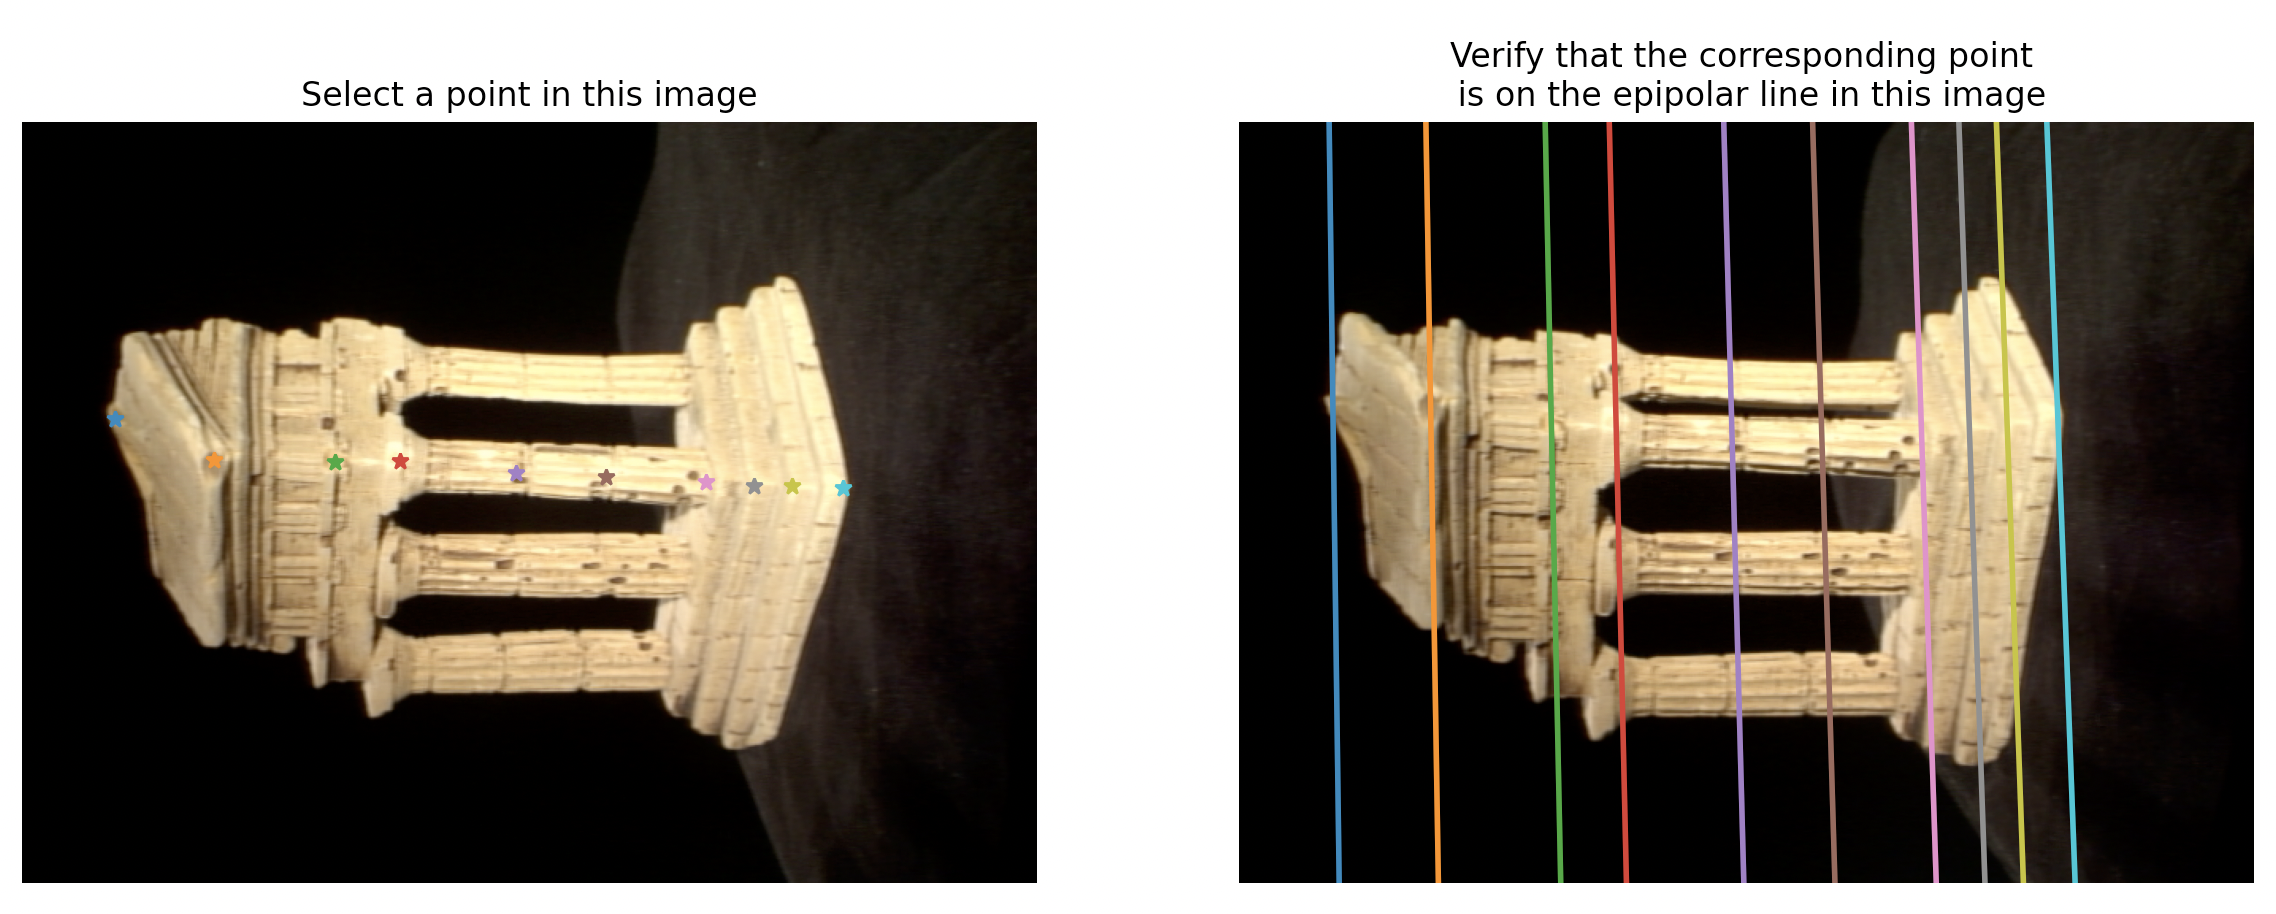 Select a point in this image
Verify that the corresponding point
is on the epipolar line in this image